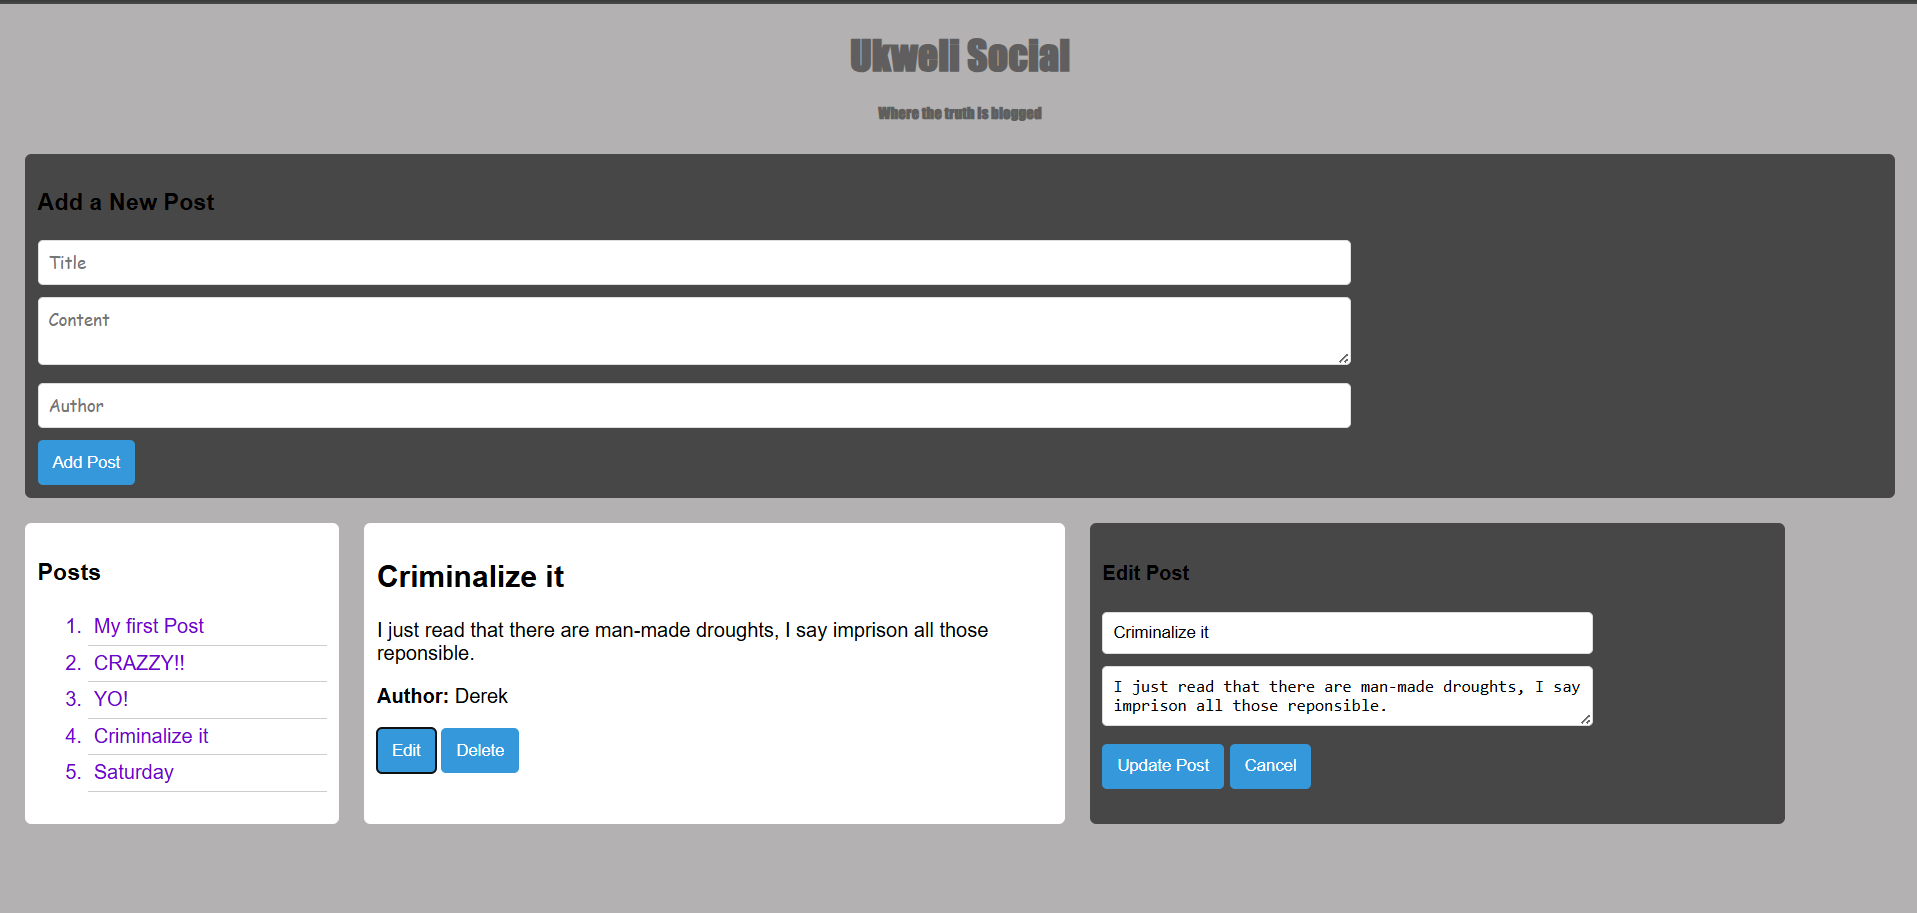 Ukweli Social
Where the truth is blogged
Add a New Post
Title
Content
Author
Add Post
Posts
1. My first Post
2. CRAZZY!!
3. YO!
4. Criminalize it
5. Saturday
Criminalize it
I just read that there are man-made droughts, I say imprison all those
reponsible.
Author: Derek
Edit Delete
Edit Post
Criminalize it
I just read that there are man-made droughts, I say
imprison all those reponsible.
Update Post Cancel